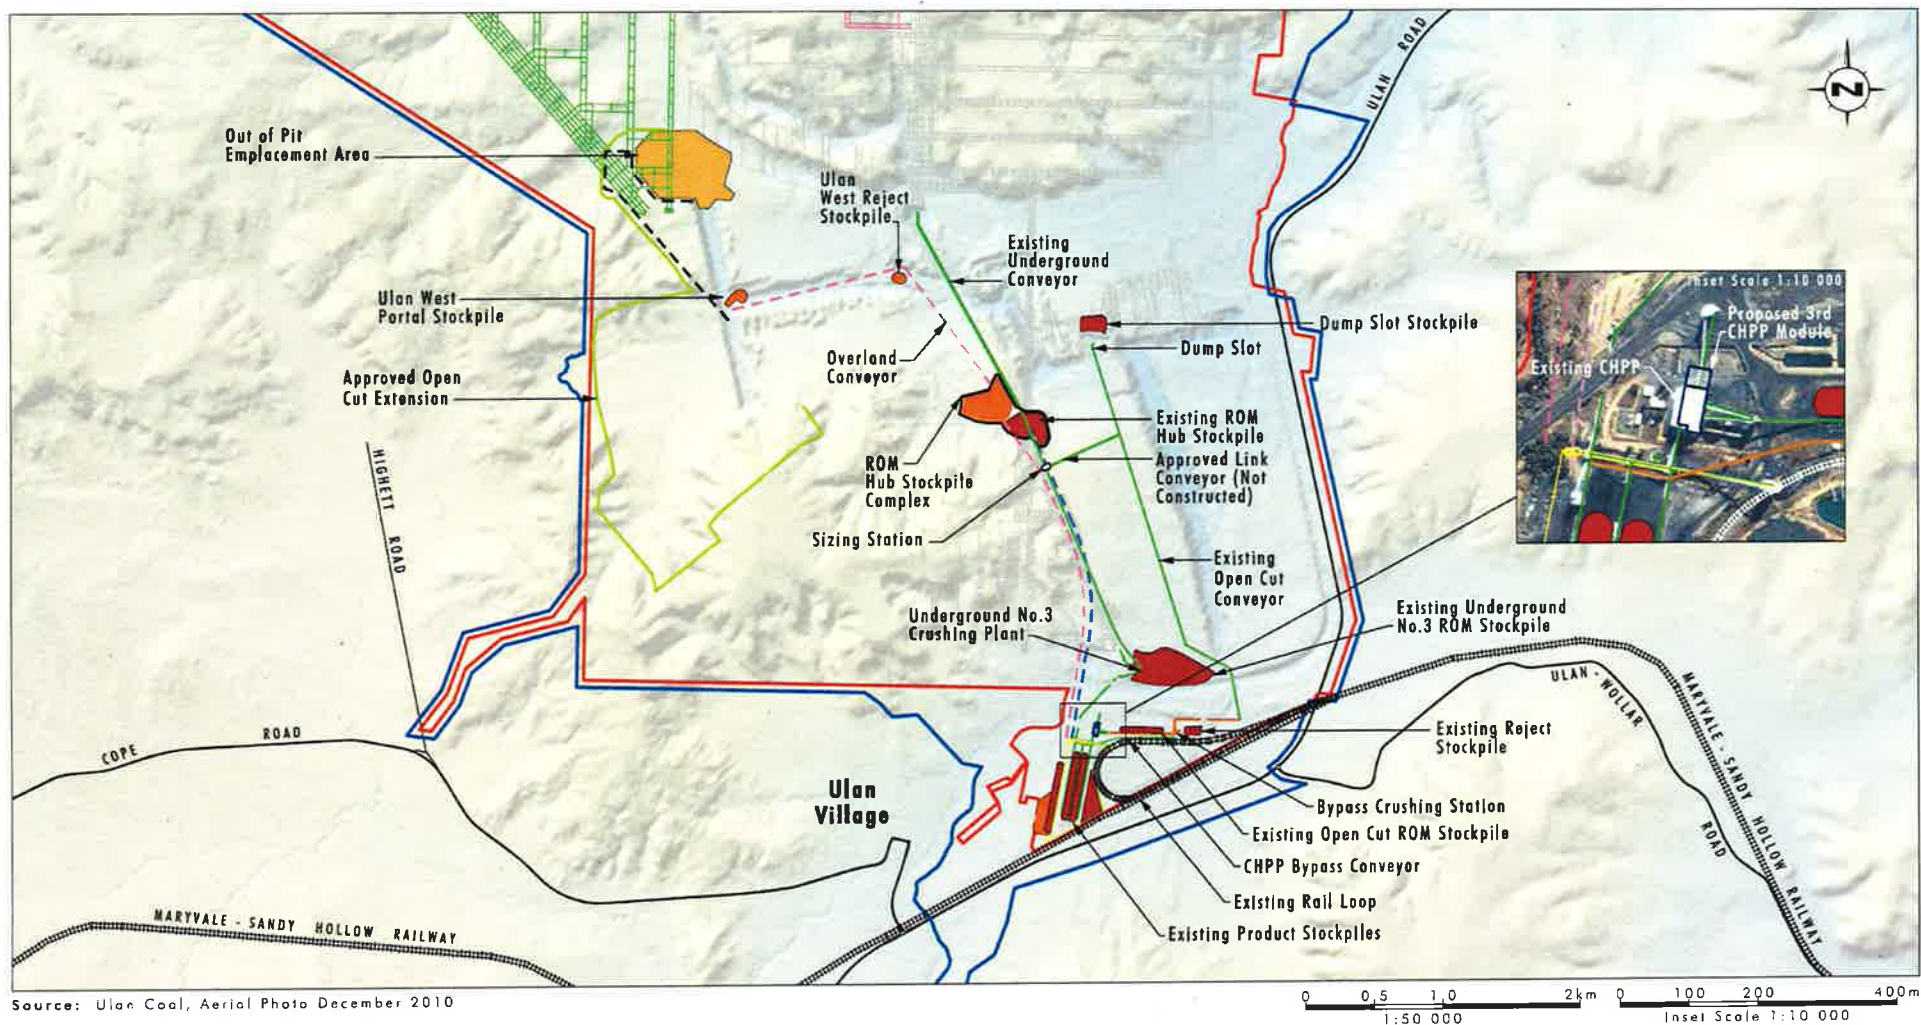 ULAN ROAD
N
Out of Pit
Emplacement Area
Ulan
West Reject
Stockpile
Existing
Underground
Conveyor
Inset Scale 1:10 000
Proposed 3rd
CHPP Module
Existing CHPP
Ulan West
Portal Stockpile
Dump Slot Stockpile
Dump Slot
Overland
Conveyor
Approved Open
Cut Extension
Existing ROM
Hub Stockpile
Approved Link
Conveyor (Not
Constructed)
ROM
Hub Stockpile
Complex
HIGHETT ROAD
Sizing Station
Existing
Open Cut
Conveyor
Underground No.3
Crushing Plant
Existing Underground
No.3 ROM Stockpile
ULAN - WOLLAR ROAD
MARYVALE - SANDY HOLLOW RAILWAY
COPE ROAD
Existing Reject
Stockpile
Ulan
Village
Bypass Crushing Station
Existing Open Cut ROM Stockpile
CHPP Bypass Conveyor
Existing Rail Loop
Existing Product Stockpiles
MARYVALE - SANDY HOLLOW RAILWAY
Source: Ulan Coal, Aerial Photo December 2010
0 0,5 1,0 2km
1:50 000
0 100 200 400m
Inset Scale 1:10 000